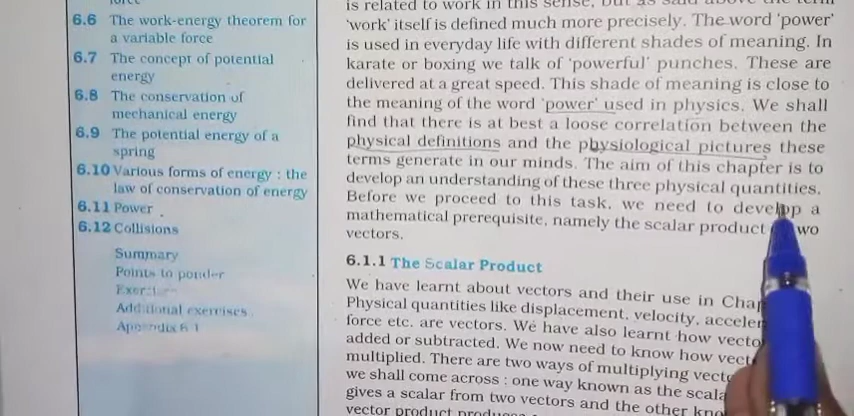 force
6.6 The work-energy theorem for
a variable force
6.7 The concept of potential
energy
6.8 The conservation of
mechanical energy
6.9 The potential energy of a
spring
6.10 Various forms of energy : the
law of conservation of energy
6.11 Power
6.12 Collisions
Summary
Points to ponder
Exercises
Additional exercises
Appendix 6.1
is related to work in this sense, but as said above the term
'work' itself is defined much more precisely. The word 'power'
is used in everyday life with different shades of meaning. In
karate or boxing we talk of 'powerful' punches. These are
delivered at a great speed. This shade of meaning is close to
the meaning of the word 'power' used in physics. We shall
find that there is at best a loose correlation between the
physical definitions and the physiological pictures these
terms generate in our minds. The aim of this chapter is to
develop an understanding of these three physical quantities.
Before we proceed to this task, we need to develop a
mathematical prerequisite, namely the scalar product two
vectors.
6.1.1 The Scalar Product
We have learnt about vectors and their use in Chap
Physical quantities like displacement, velocity, acceler
force etc. are vectors. We have also learnt how vecto
added or subtracted. We now need to know how vect
multiplied. There are two ways of multiplying vect
we shall come across : one way known as the scala
gives a scalar from two vectors and the other kno
vector product produces